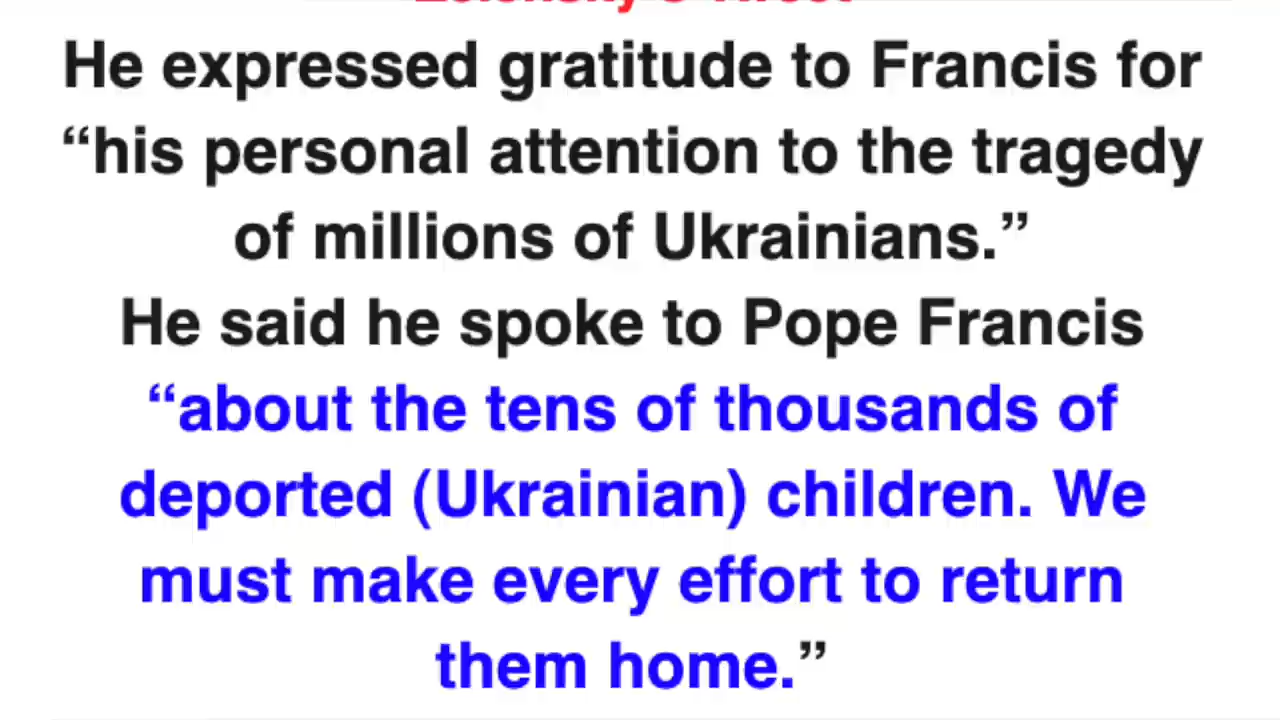 He expressed gratitude to Francis for
“his personal attention to the tragedy
of millions of Ukrainians.”
He said he spoke to Pope Francis
“about the tens of thousands of
deported (Ukrainian) children. We
must make every effort to return
them home.”